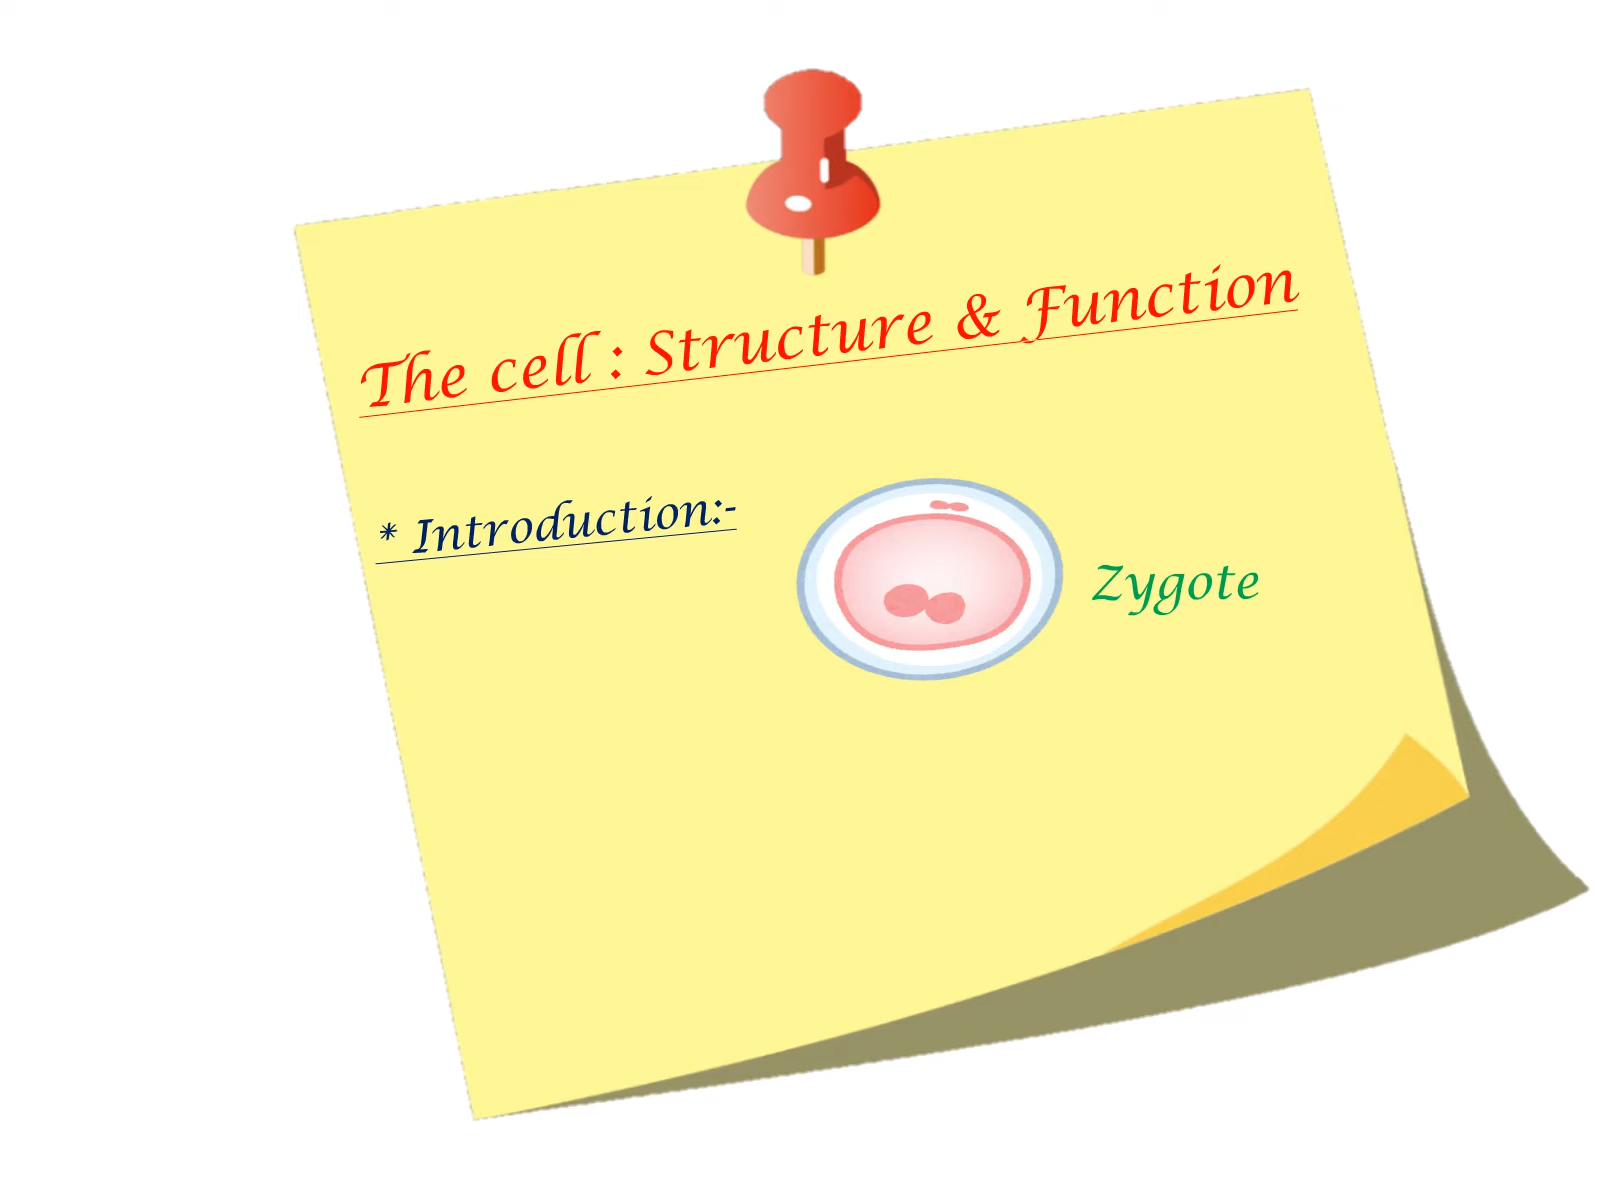 The cell : Structure & Function
* Introduction:-
Zygote